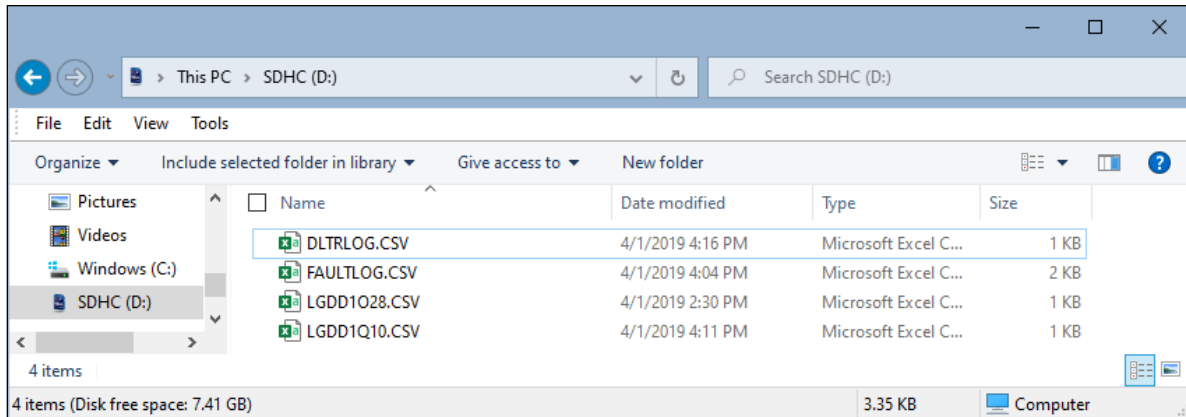 This PC > SDHC (D:)
Search SDHC (D:)
File Edit View Tools
Organize Include selected folder in library Give access to New folder
Pictures
Videos
Windows (C:)
SDHC (D:)
Name Date modified Type Size
DLTRLOG.CSV 4/1/2019 4:16 PM Microsoft Excel C... 1 KB
FAULTLOG.CSV 4/1/2019 4:04 PM Microsoft Excel C... 2 KB
LGDD1O28.CSV 4/1/2019 2:30 PM Microsoft Excel C... 1 KB
LGDD1Q10.CSV 4/1/2019 4:11 PM Microsoft Excel C... 1 KB
4 items
4 items (Disk free space: 7.41 GB) 3.35 KB Computer